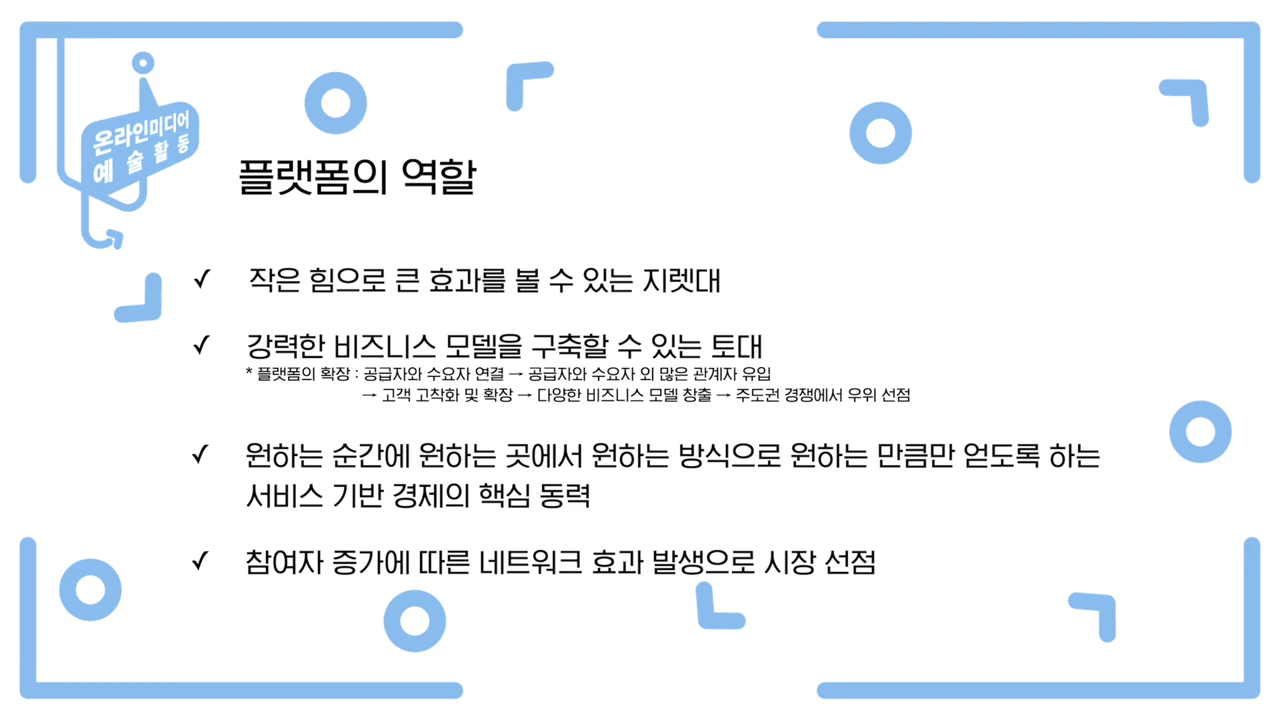 온라인미디어
예술활동
플랫폼의 역할
✓ 작은 힘으로 큰 효과를 볼 수 있는 지렛대
✓ 강력한 비즈니스 모델을 구축할 수 있는 토대
* 플랫폼의 확장 : 공급자와 수요자 연결 → 공급자와 수요자 외 많은 관계자 유입
→ 고객 고착화 및 확장 → 다양한 비즈니스 모델 창출 → 주도권 경쟁에서 우위 선점
✓ 원하는 순간에 원하는 곳에서 원하는 방식으로 원하는 만큼만 얻도록 하는
서비스 기반 경제의 핵심 동력
✓ 참여자 증가에 따른 네트워크 효과 발생으로 시장 선점